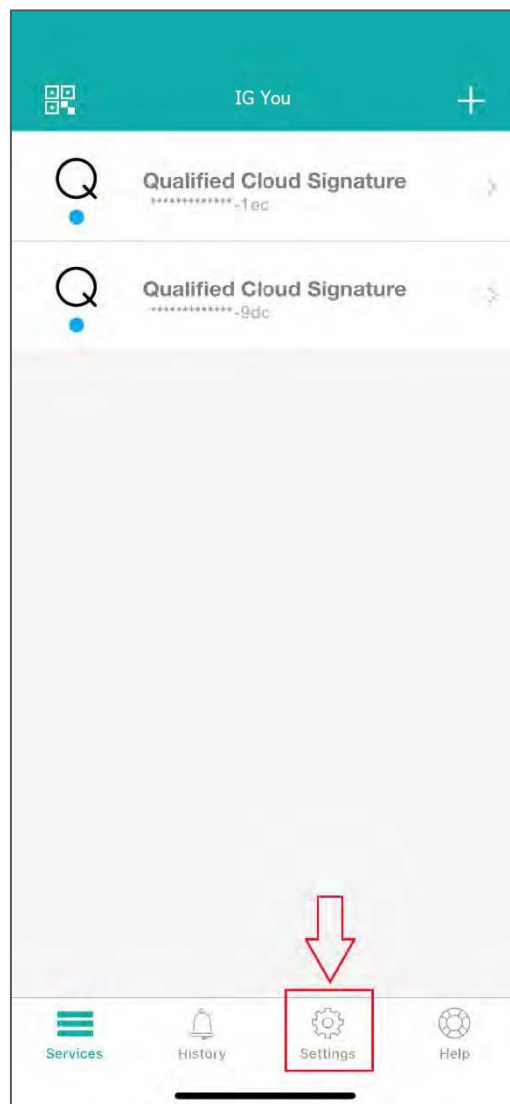 IG You
Qualified Cloud Signature
*************-1ec
Qualified Cloud Signature
*************-9dc
Services
History
Settings
Help